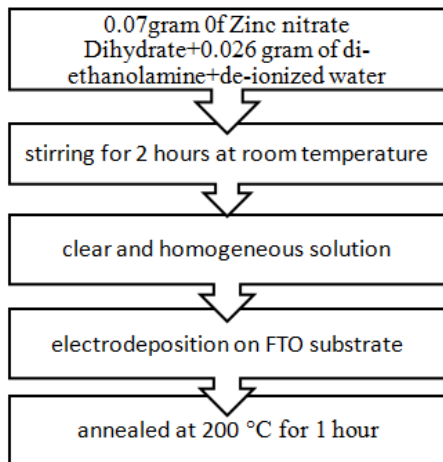 0.07gram 0f Zinc nitrate
Dihydrate+0.026 gram of di-
ethanolamine+de-ionized water
stirring for 2 hours at room temperature
clear and homogeneous solution
electrodeposition on FTO substrate
annealed at 200 °C for 1 hour